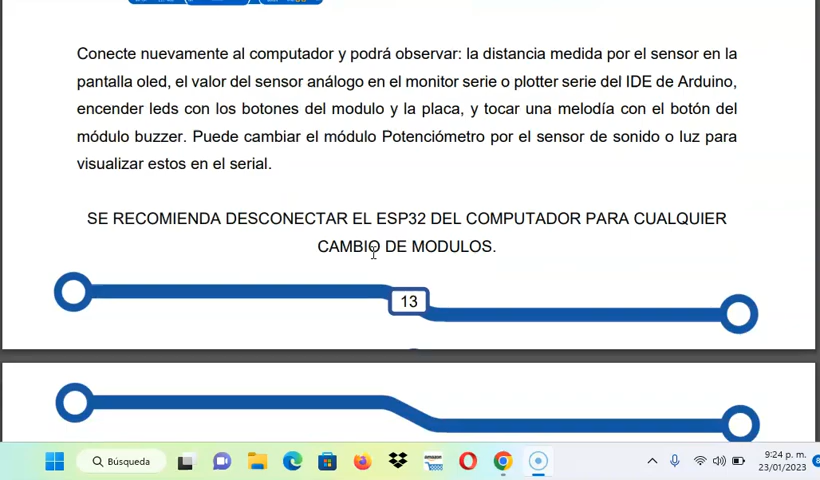 Conecte nuevamente al computador y podrá observar: la distancia medida por el sensor en la
pantalla oled, el valor del sensor análogo en el monitor serie o plotter serie del IDE de Arduino,
encender leds con los botones del modulo y la placa, y tocar una melodía con el botón del
módulo buzzer. Puede cambiar el módulo Potenciómetro por el sensor de sonido o luz para
visualizar estos en el serial.
SE RECOMIENDA DESCONECTAR EL ESP32 DEL COMPUTADOR PARA CUALQUIER
CAMBIO DE MODULOS.
13
Búsqueda
amazon
9:24 p. m.
23/01/2023